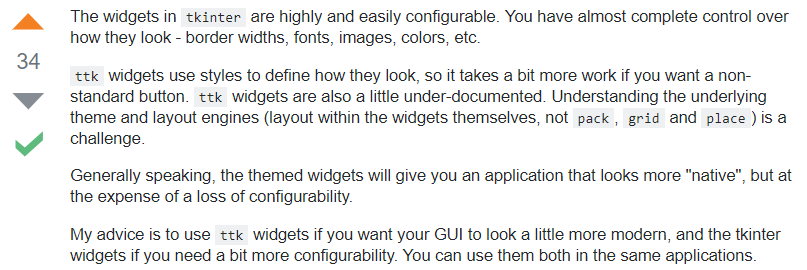 The widgets in tkinter are highly and easily configurable. You have almost complete control over
how they look - border widths, fonts, images, colors, etc.
34
ttk widgets use styles to define how they look, so it takes a bit more work if you want a non-
standard button. ttk widgets are also a little under-documented. Understanding the underlying
theme and layout engines (layout within the widgets themselves, not pack, grid and place) is a
challenge.
Generally speaking, the themed widgets will give you an application that looks more "native", but at
the expense of a loss of configurability.
My advice is to use ttk widgets if you want your GUI to look a little more modern, and the tkinter
widgets if you need a bit more configurability. You can use them both in the same applications.